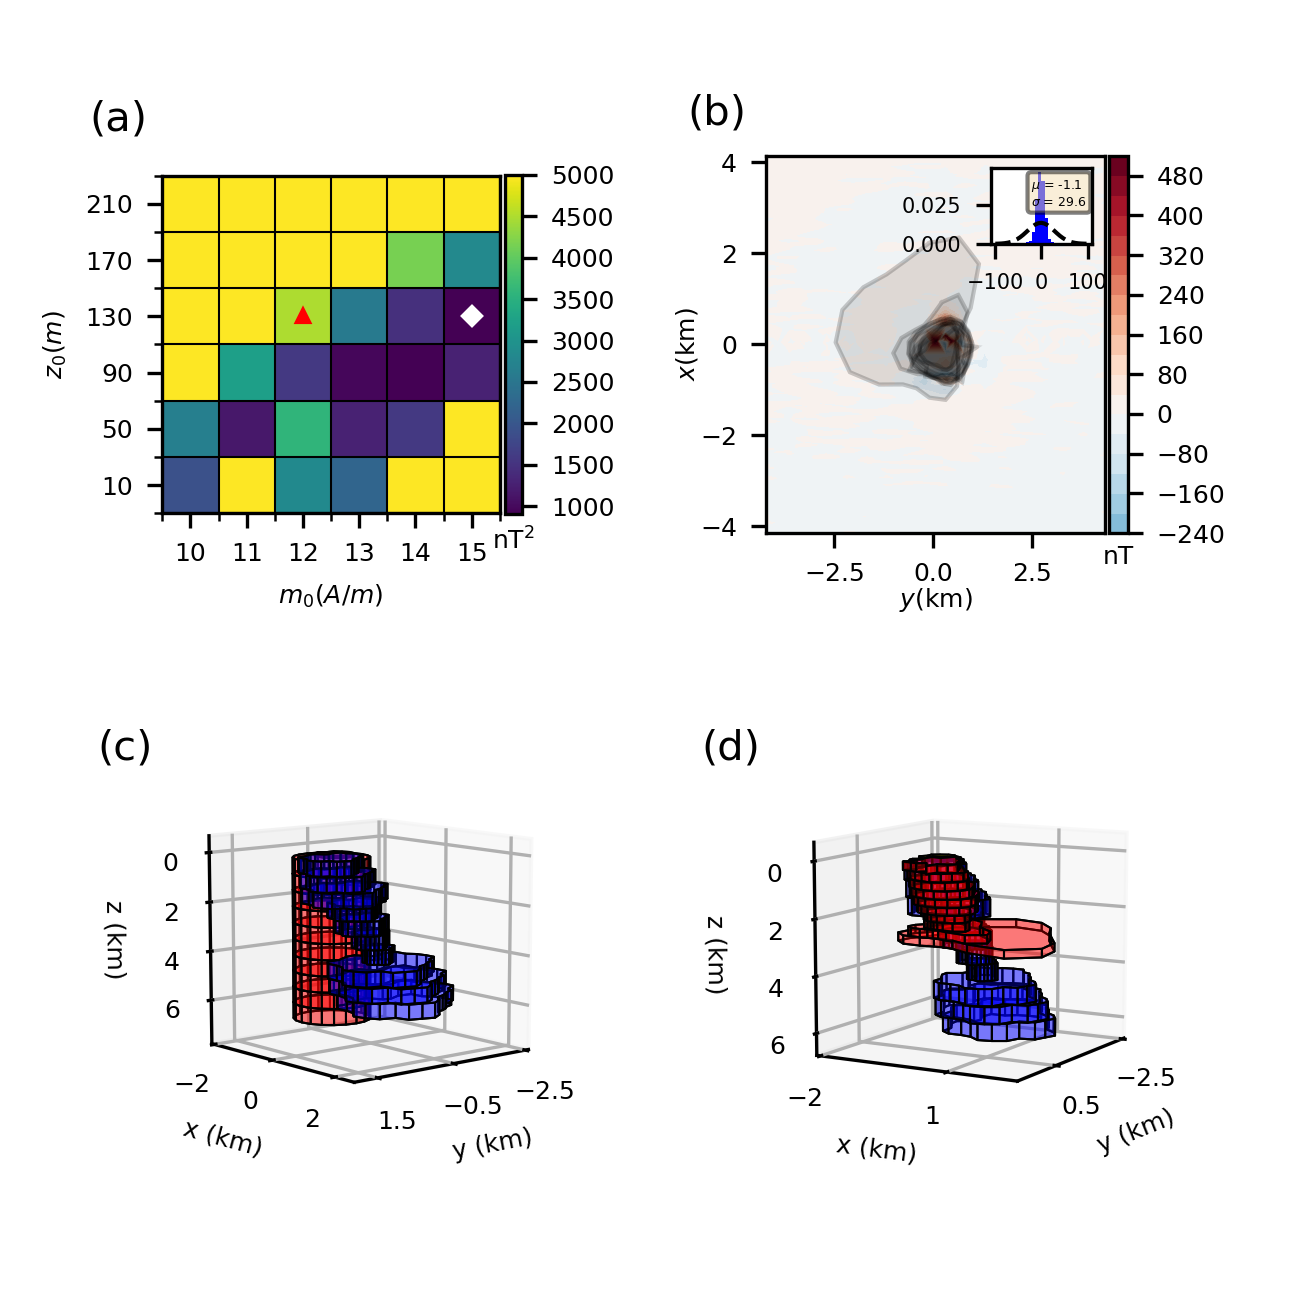 (a)
210
170
130
90
50
10
z0(m)
10 11 12 13 14 15
m0(A/m)
5000
4500
4000
3500
3000
2500
2000
1500
1000
nT²
(b)
4
2
0
−2
−4
x(km)
−2.5 0.0 2.5
y(km)
0.025
0.000
−100 0 100
μ = -1.1
σ = 29.6
480
400
320
240
160
80
0
−80
−160
−240
nT
(c)
0
2
4
6
z (km)
−2 0 2
x (km)
1.5 −0.5 −2.5
y (km)
(d)
0
2
4
6
z (km)
−2 1
x (km)
0.5 −2.5
y (km)